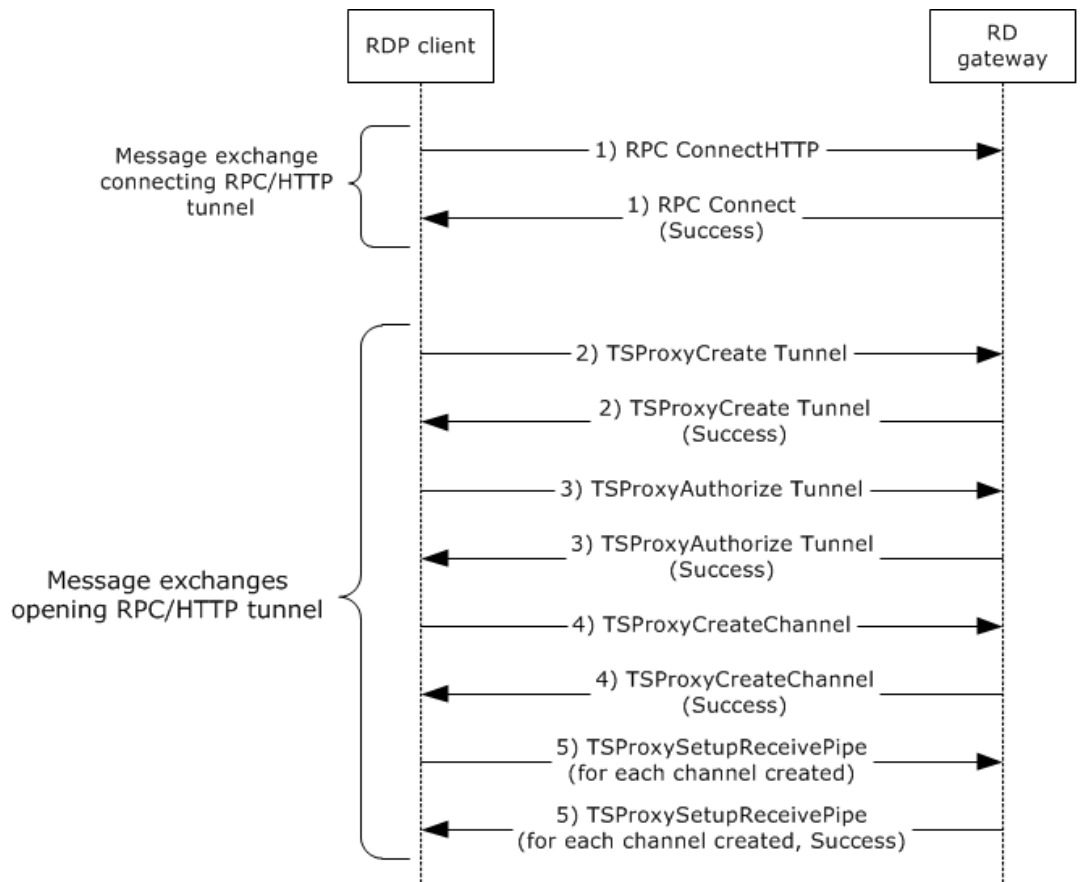 RDP client
RD
gateway
Message exchange
connecting RPC/HTTP
tunnel
1) RPC ConnectHTTP
1) RPC Connect
(Success)
Message exchanges
opening RPC/HTTP tunnel
2) TSProxyCreate Tunnel
2) TSProxyCreate Tunnel
(Success)
3) TSProxyAuthorize Tunnel
3) TSProxyAuthorize Tunnel
(Success)
4) TSProxyCreateChannel
4) TSProxyCreateChannel
(Success)
5) TSProxySetupReceivePipe
(for each channel created)
5) TSProxySetupReceivePipe
(for each channel created, Success)